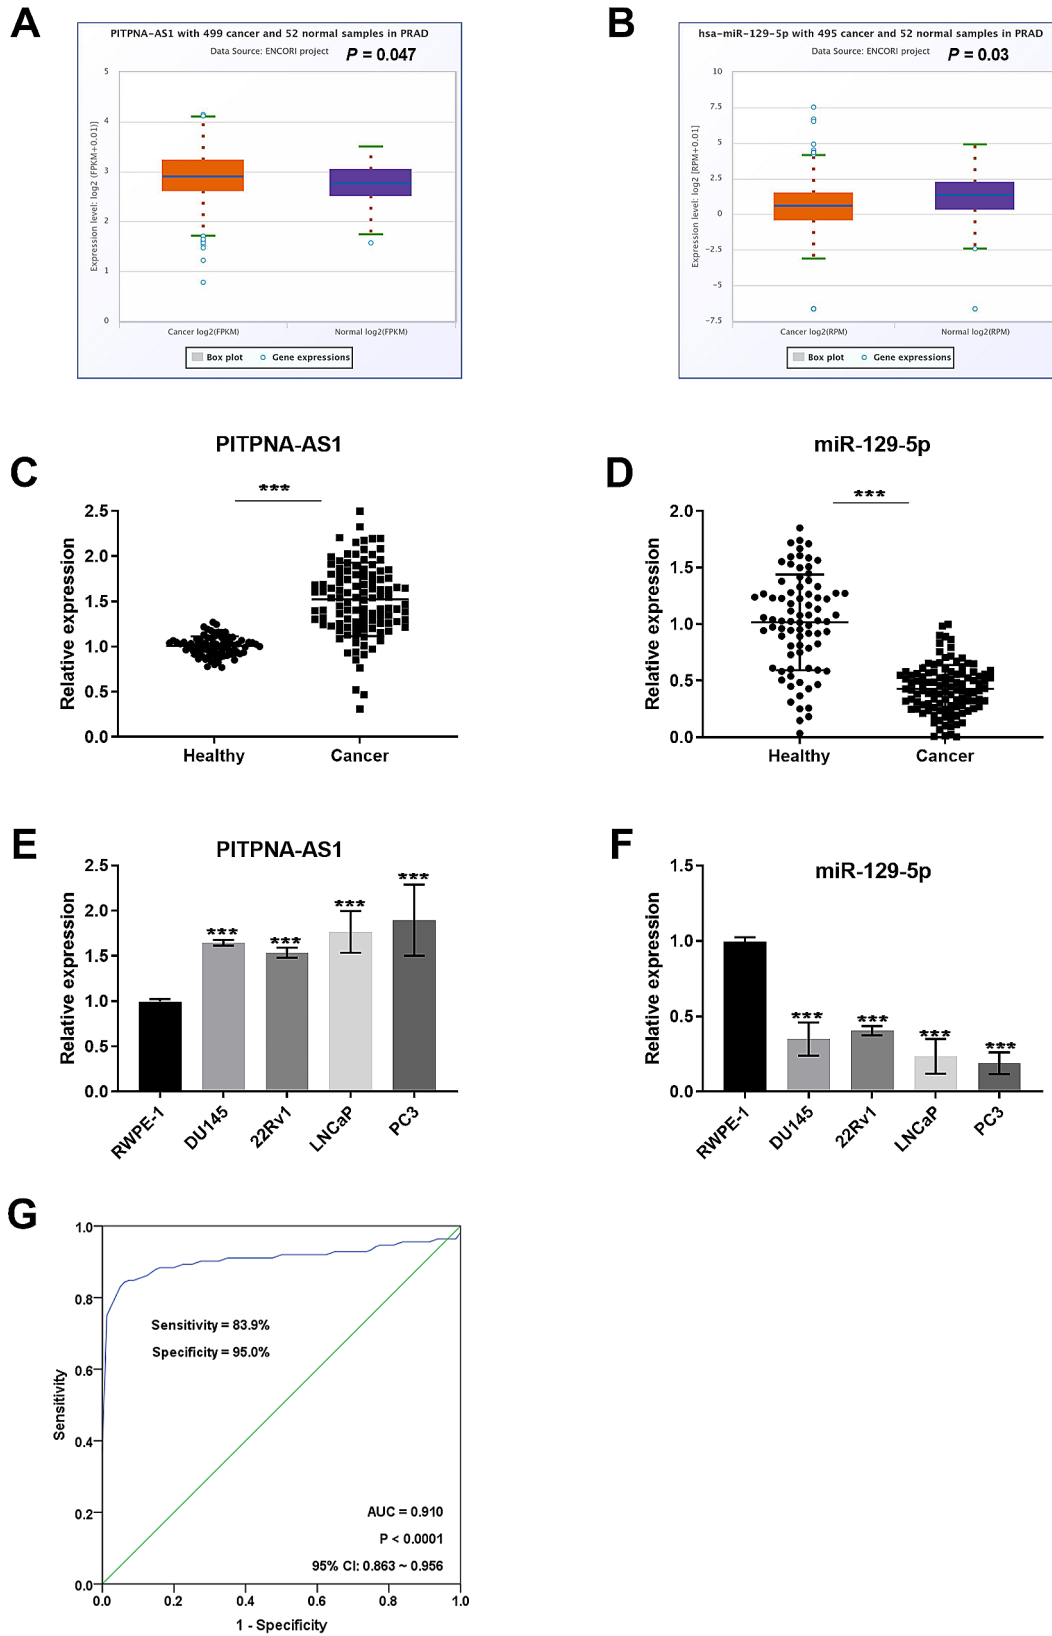 A
PITPNA-AS1 with 499 cancer and 52 normal samples in PRAD
Data Source: ENCORI project
P = 0.047
Expression level: log2 (FPKM+0.01)]
5
4
3
2
1
0
Cancer log2(FPKM)
Normal log2(FPKM)
Box plot
Gene expressions
B
hsa-miR-129-5p with 495 cancer and 52 normal samples in PRAD
Data Source: ENCORI project
P = 0.03
Expression level: log2 [RPM+0.01]
10
7.5
5
2.5
0
−2.5
−5
−7.5
Cancer log2(RPM)
Normal log2(RPM)
Box plot
Gene expressions
C
PITPNA-AS1
***
Relative expression
2.5
2.0
1.5
1.0
0.5
0.0
Healthy
Cancer
D
miR-129-5p
***
Relative expression
2.0
1.5
1.0
0.5
0.0
Healthy
Cancer
E
PITPNA-AS1
Relative expression
2.5
2.0
1.5
1.0
0.5
0.0
***
***
***
***
RWPE-1
DU145
22Rv1
LNCaP
PC3
F
miR-129-5p
Relative expression
1.5
1.0
0.5
0.0
***
***
***
***
RWPE-1
DU145
22Rv1
LNCaP
PC3
G
Sensitivity
1.0
0.8
0.6
0.4
0.2
0.0
Sensitivity = 83.9%
Specificity = 95.0%
AUC = 0.910
P < 0.0001
95% CI: 0.863 ~ 0.956
0.0
0.2
0.4
0.6
0.8
1.0
1 - Specificity